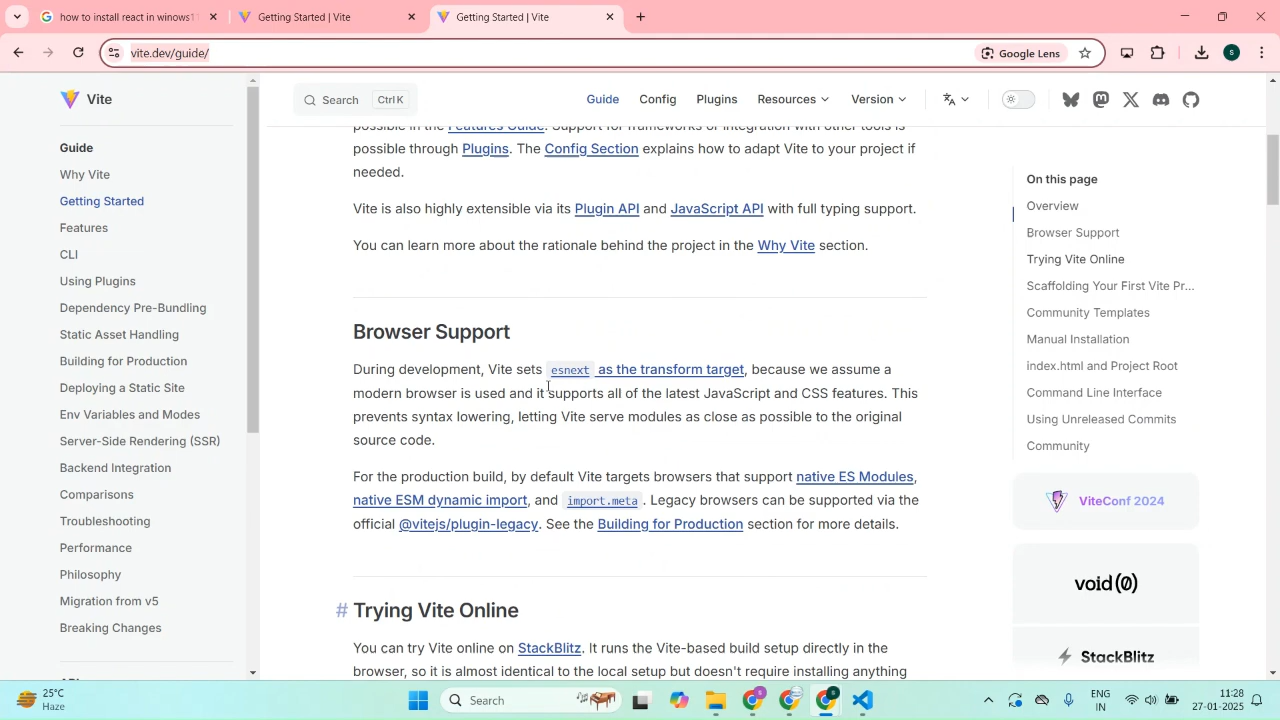 how to install react in winows11
Getting Started | Vite
Getting Started | Vite
vite.dev/guide/
Google Lens
S
Vite
Search
Ctrl K
Guide
Config
Plugins
Resources
Version
Guide
Why Vite
Getting Started
Features
CLI
Using Plugins
Dependency Pre-Bundling
Static Asset Handling
Building for Production
Deploying a Static Site
Env Variables and Modes
Server-Side Rendering (SSR)
Backend Integration
Comparisons
Troubleshooting
Performance
Philosophy
Migration from v5
Breaking Changes
possible in the Features Guide. Support for frameworks or integration with other tools is
possible through Plugins. The Config Section explains how to adapt Vite to your project if
needed.
Vite is also highly extensible via its Plugin API and JavaScript API with full typing support.
You can learn more about the rationale behind the project in the Why Vite section.
Browser Support
During development, Vite sets esnext as the transform target, because we assume a
modern browser is used and it supports all of the latest JavaScript and CSS features. This
prevents syntax lowering, letting Vite serve modules as close as possible to the original
source code.
For the production build, by default Vite targets browsers that support native ES Modules,
native ESM dynamic import, and import.meta. Legacy browsers can be supported via the
official @vitejs/plugin-legacy. See the Building for Production section for more details.
# Trying Vite Online
You can try Vite online on StackBlitz. It runs the Vite-based build setup directly in the
browser, so it is almost identical to the local setup but doesn't require installing anything
On this page
Overview
Browser Support
Trying Vite Online
Scaffolding Your First Vite Pr...
Community Templates
Manual Installation
index.html and Project Root
Command Line Interface
Using Unreleased Commits
Community
ViteConf 2024
void(0)
StackBlitz
25°C
Haze
Search
ENG
IN
11:28
27-01-2025